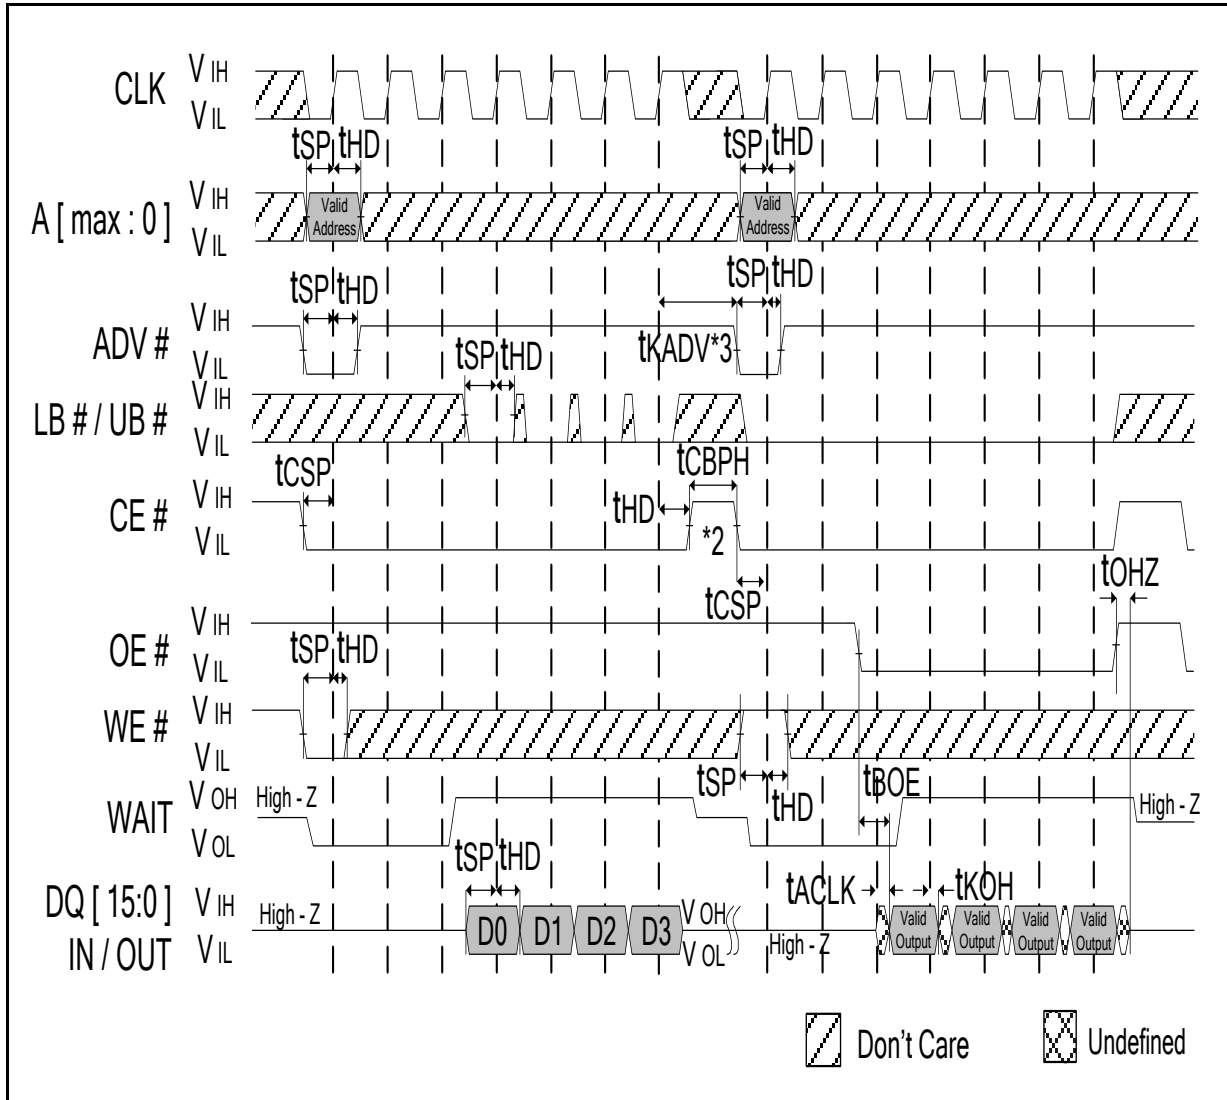 CLK V IH
V IL
tSP tHD tSP tHD
A [ max : 0 ] V IH
V IL
Valid Address Valid Address
tSP tHD tSP tHD
ADV # V IH
V IL
tKADV*3
tSP tHD
LB # / UB # V IH
V IL
tCSP tCBPH
CE # V IH
V IL
tHD *2
tCSP tOHZ
OE # V IH
V IL
tSP tHD
WE # V IH
V IL
tSP tHD tBOE
WAIT V OH High - Z High - Z
V OL
tSP tHD tACLK tKOH
DQ [ 15:0 ] V IH High - Z
IN / OUT V IL
D0 D1 D2 D3 V OH
V OL High - Z
Valid Output Valid Output Valid Output Valid Output
Don't Care Undefined